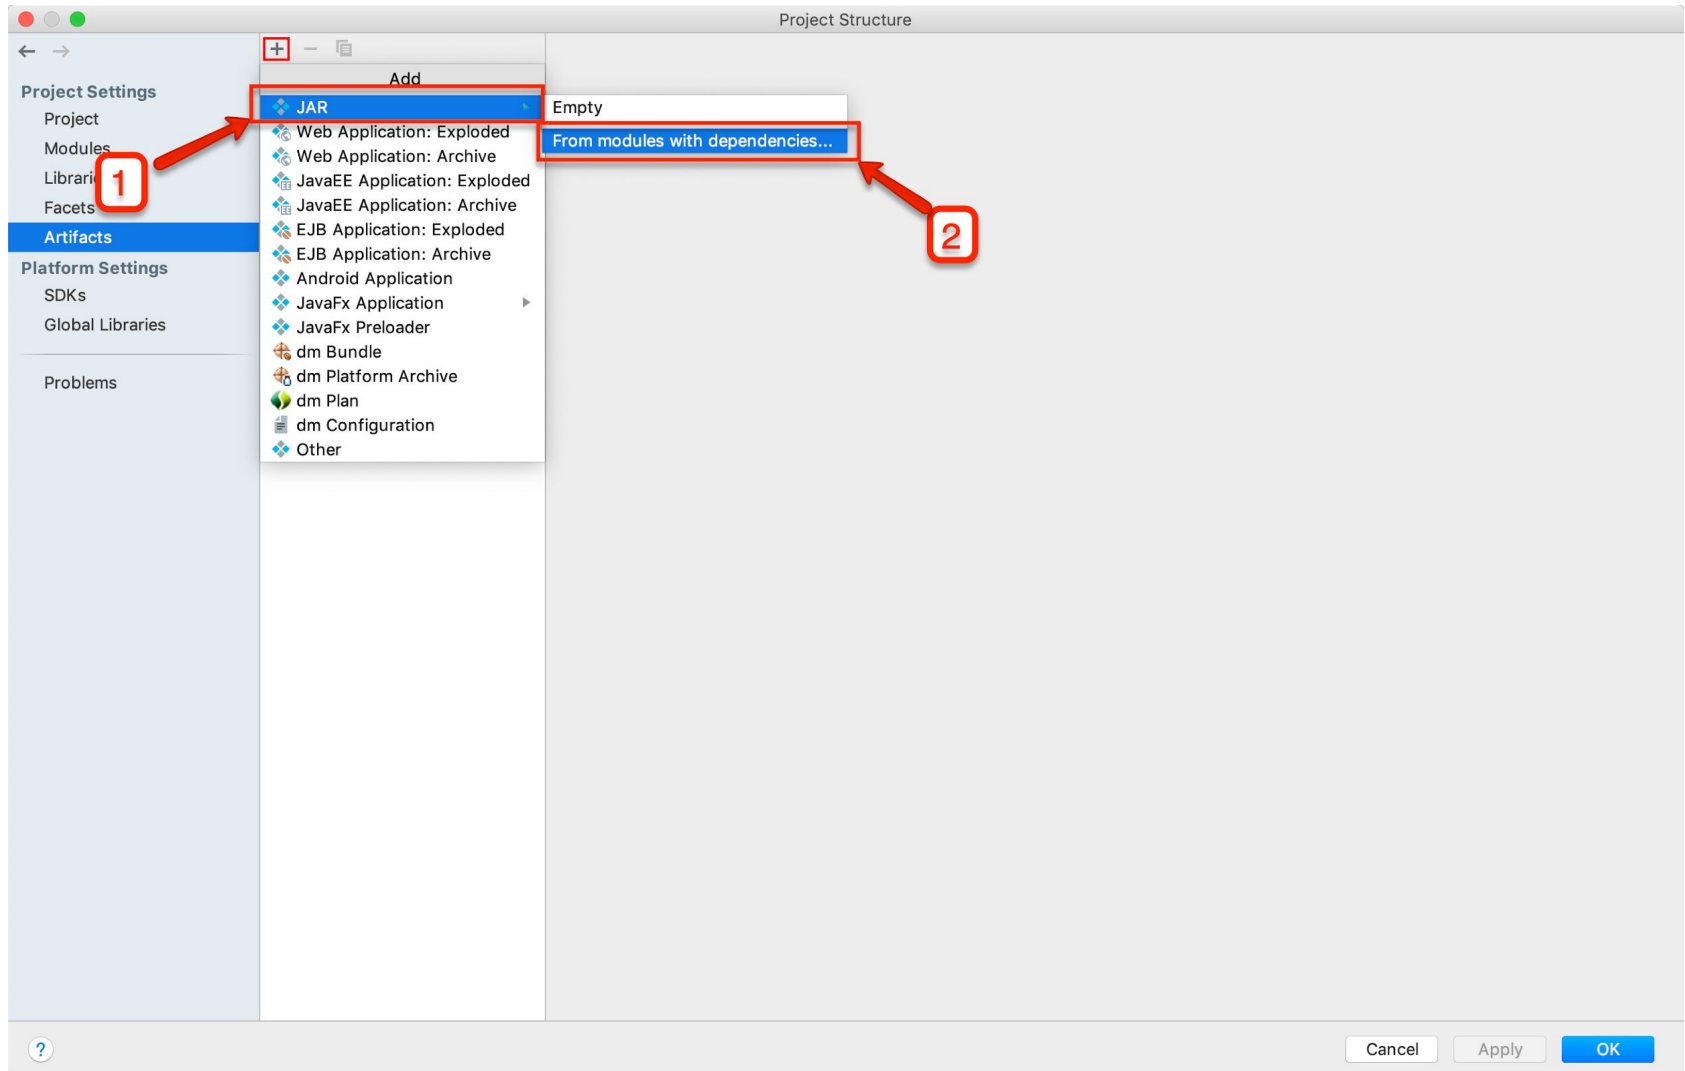 Project Structure
Project Settings
Project
Modules
Librari
Facets
Artifacts
Platform Settings
SDKs
Global Libraries
Problems
Add
JAR
Web Application: Exploded
Web Application: Archive
JavaEE Application: Exploded
JavaEE Application: Archive
EJB Application: Exploded
EJB Application: Archive
Android Application
JavaFx Application
JavaFx Preloader
dm Bundle
dm Platform Archive
dm Plan
dm Configuration
Other
Empty
From modules with dependencies...
1
2
?
Cancel
Apply
OK